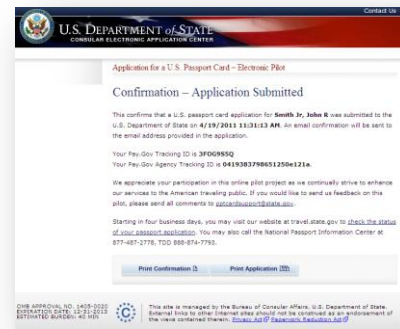 Contact Us
U.S. DEPARTMENT of STATE
CONSULAR ELECTRONIC APPLICATION CENTER
Application for a U.S. Passport Card – Electronic Pilot
Confirmation – Application Submitted
This confirms that a U.S. passport card application for Smith Jr, John R was submitted to the
U.S. Department of State on 4/19/2011 11:31:13 AM. An email confirmation will be sent to
the email address provided in the application.
Your Pay.Gov Tracking ID is 3FOG9S5Q
Your Pay.Gov Agency Tracking ID is 0419383798651250e121a.
We appreciate your participation in this online pilot project as we continually strive to enhance
our services to the American traveling public. If you would like to send us feedback on this
pilot, please send all comments to pptcardsupport@state.gov.
Starting in four business days, you may visit our website at travel.state.gov to check the status
of your passport application. You may also call the National Passport Information Center at
877-487-2778, TDD 888-874-7793.
Print Confirmation
Print Application
OMB APPROVAL NO. 1405-0020
EXPIRATION DATE: 12-31-2013
ESTIMATED BURDEN: 40 MIN
This site is managed by the Bureau of Consular Affairs, U.S. Department of State.
External links to other Internet sites should not be construed as an endorsement of
the views contained therein. Privacy Act Paperwork Reduction Act